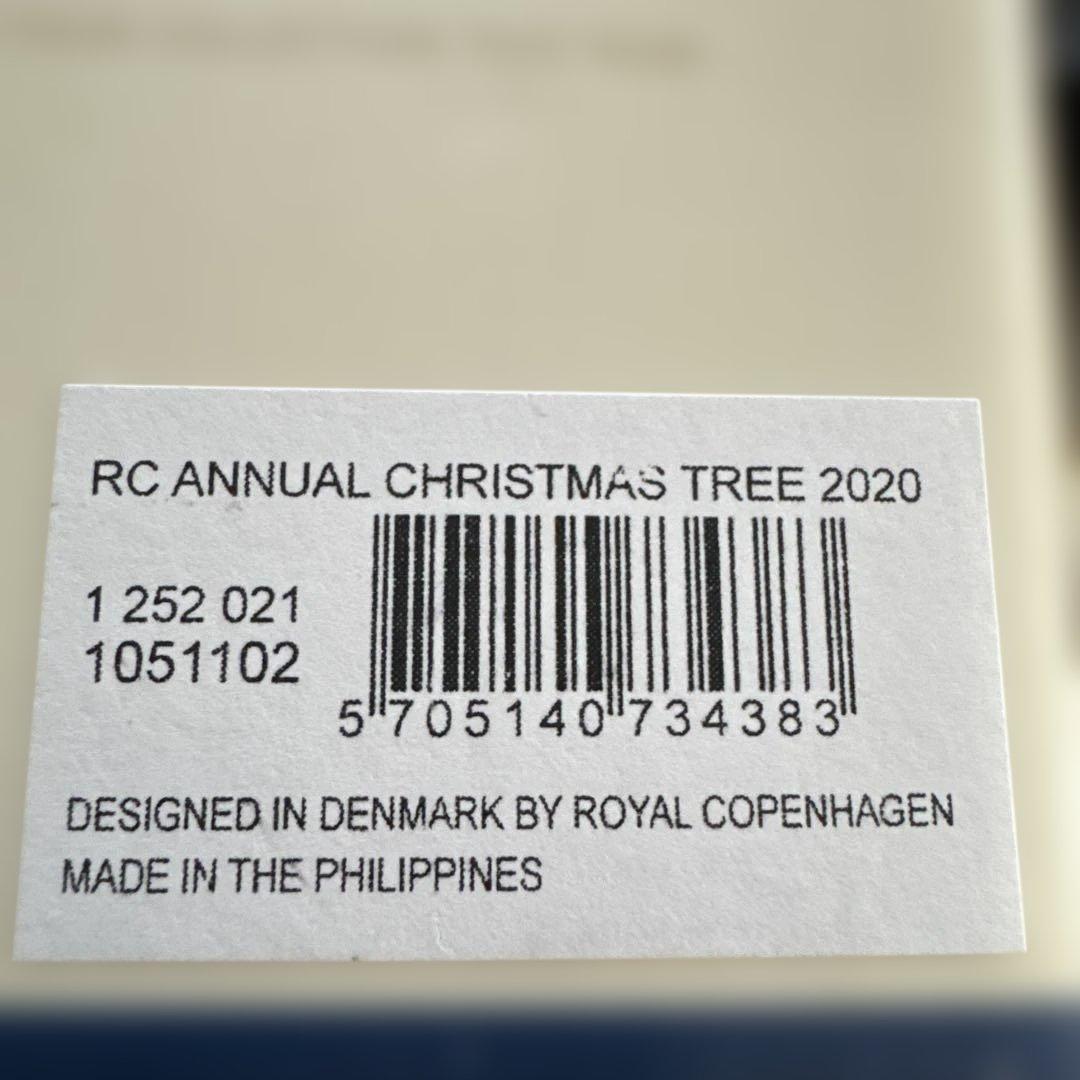 RC ANNUAL CHRISTMAS TREE 2020
1 252 021
1051102
5 705140 734383
DESIGNED IN DENMARK BY ROYAL COPENHAGEN
MADE IN THE PHILIPPINES